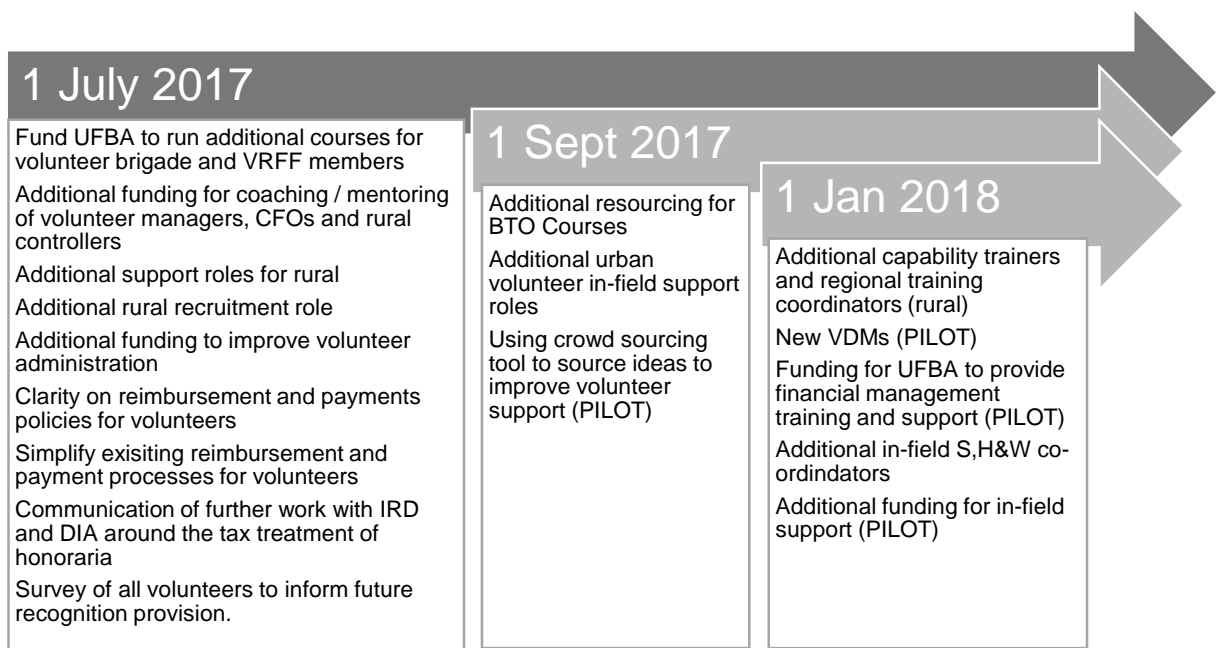 1 July 2017
Fund UFBA to run additional courses for
volunteer brigade and VRFF members
Additional funding for coaching / mentoring
of volunteer managers, CFOs and rural
controllers
Additional support roles for rural
Additional rural recruitment role
Additional funding to improve volunteer
administration
Clarity on reimbursement and payments
policies for volunteers
Simplify exisiting reimbursement and
payment processes for volunteers
Communication of further work with IRD
and DIA around the tax treatment of
honoraria
Survey of all volunteers to inform future
recognition provision.
1 Sept 2017
Additional resourcing for
BTO Courses
Additional urban
volunteer in-field support
roles
Using crowd sourcing
tool to source ideas to
improve volunteer
support (PILOT)
1 Jan 2018
Additional capability trainers
and regional training
coordinators (rural)
New VDMs (PILOT)
Funding for UFBA to provide
financial management
training and support (PILOT)
Additional in-field S,H&W co-
ordindators
Additional funding for in-field
support (PILOT)